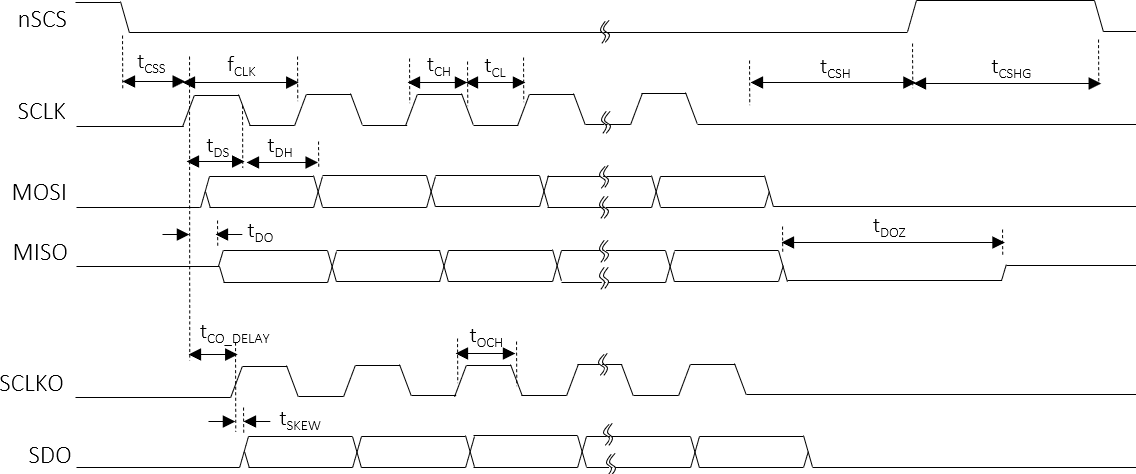 nSCS
tCSS
fCLK
tCH
tCL
tCSH
tCSHG
SCLK
tDS
tDH
MOSI
tDO
tDOZ
MISO
tCO_DELAY
tOCH
SCLKO
tSKEW
SDO